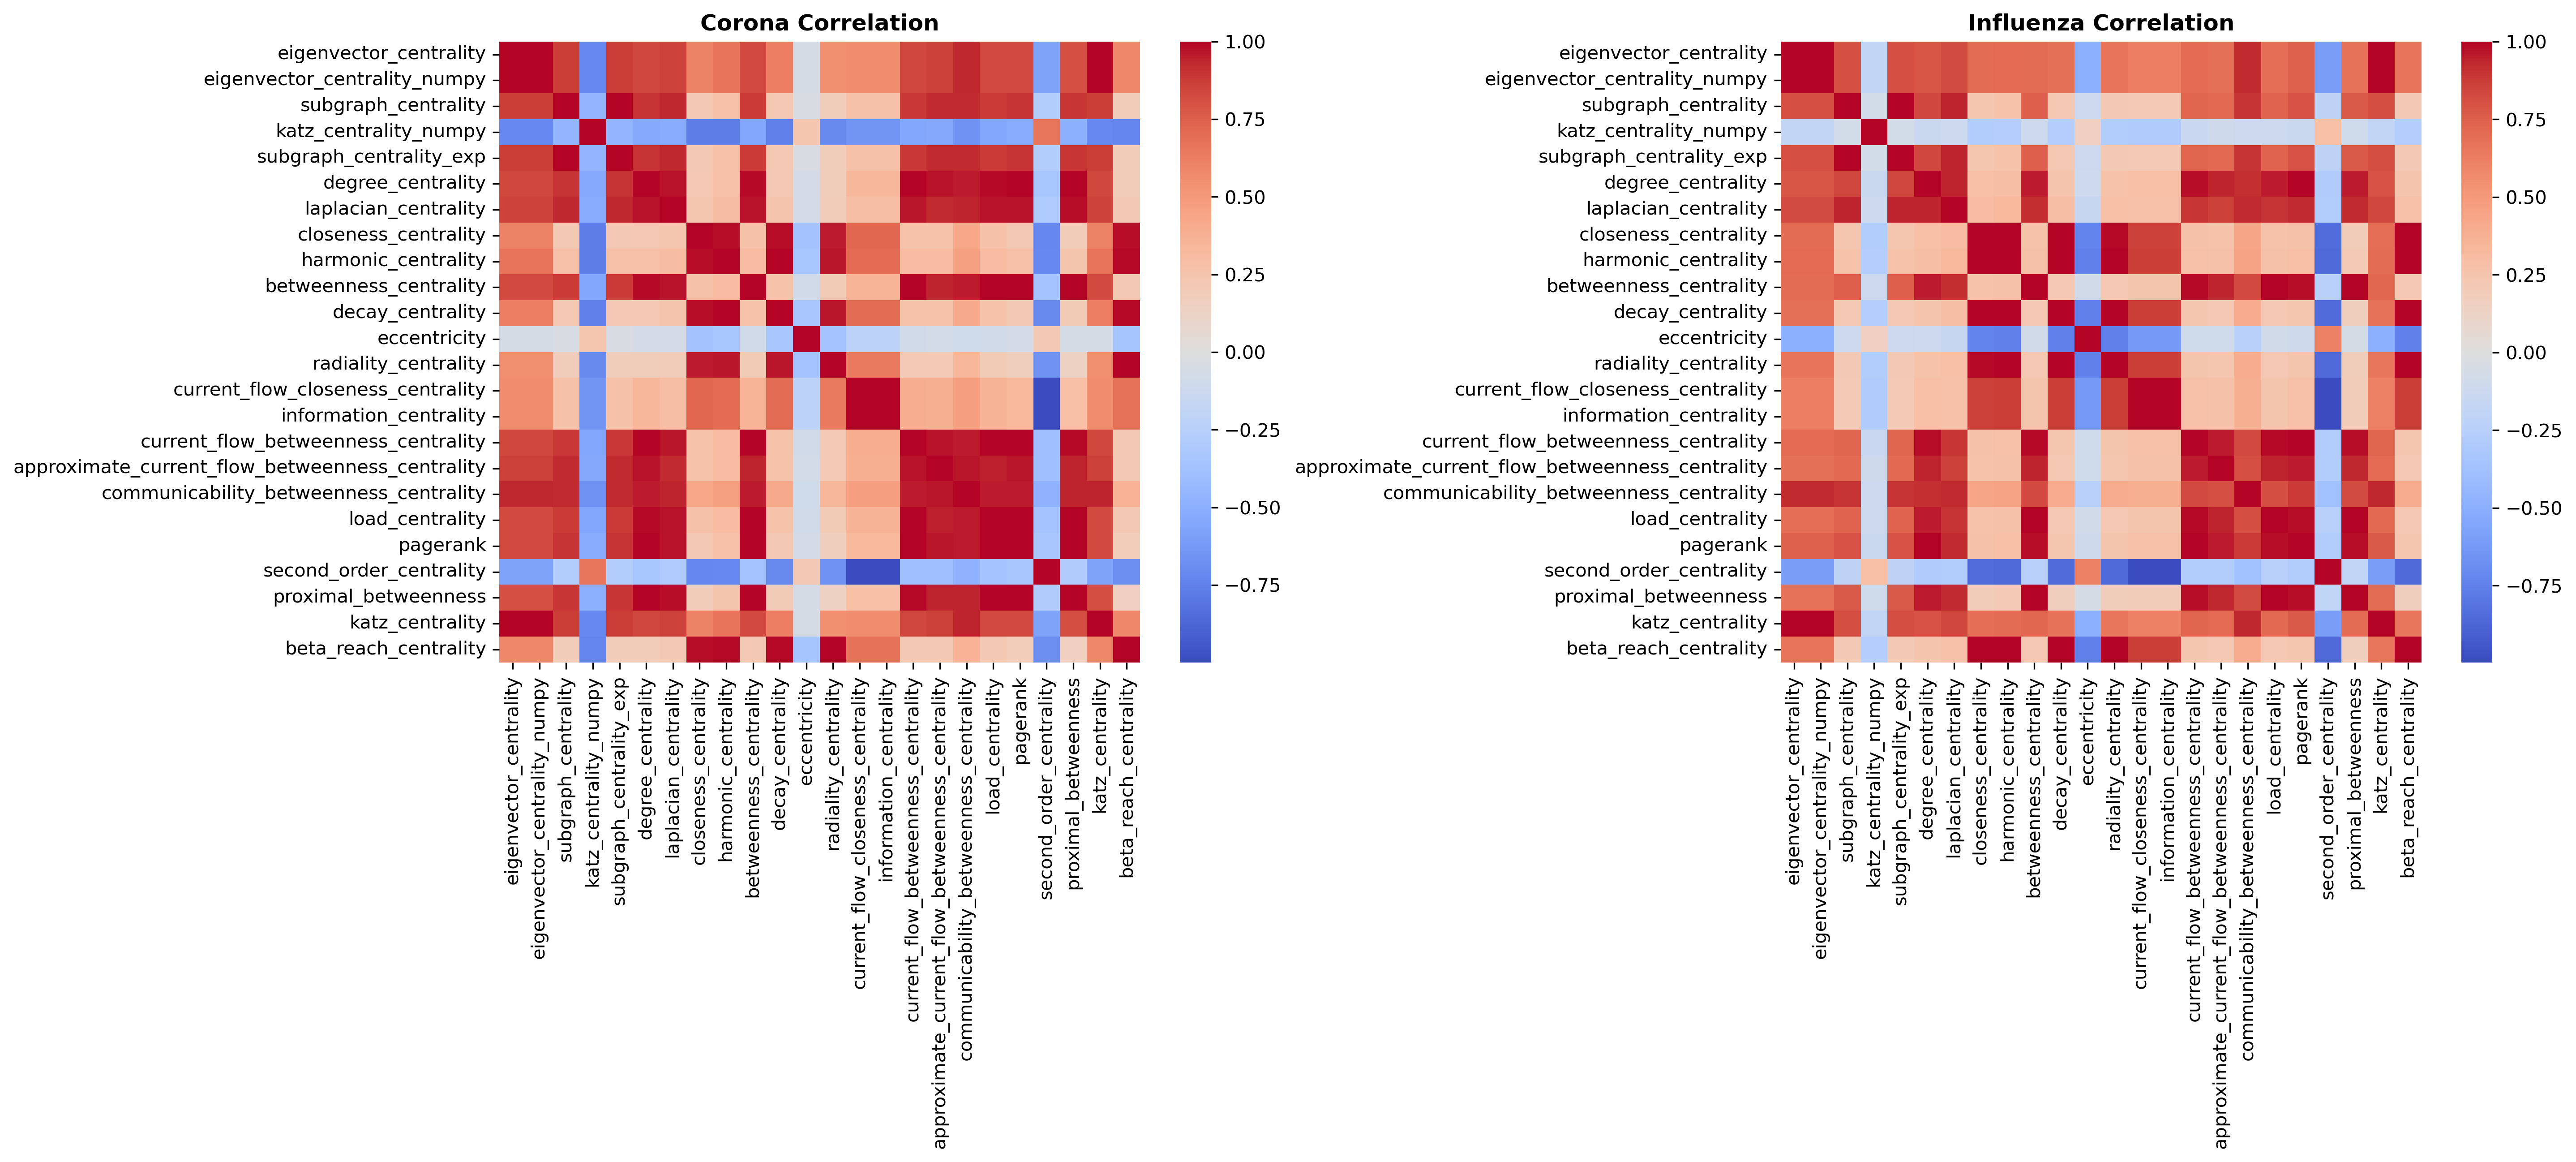 Corona Correlation
eigenvector_centrality
eigenvector_centrality_numpy
subgraph_centrality
katz_centrality_numpy
subgraph_centrality_exp
degree_centrality
laplacian_centrality
closeness_centrality
harmonic_centrality
betweenness_centrality
decay_centrality
eccentricity
radiality_centrality
current_flow_closeness_centrality
information_centrality
current_flow_betweenness_centrality
approximate_current_flow_betweenness_centrality
communicability_betweenness_centrality
load_centrality
pagerank
second_order_centrality
proximal_betweenness
katz_centrality
beta_reach_centrality
eigenvector_centrality
eigenvector_centrality_numpy
subgraph_centrality
katz_centrality_numpy
subgraph_centrality_exp
degree_centrality
laplacian_centrality
closeness_centrality
harmonic_centrality
betweenness_centrality
decay_centrality
eccentricity
radiality_centrality
current_flow_closeness_centrality
information_centrality
current_flow_betweenness_centrality
approximate_current_flow_betweenness_centrality
communicability_betweenness_centrality
load_centrality
pagerank
second_order_centrality
proximal_betweenness
katz_centrality
beta_reach_centrality
1.00
0.75
0.50
0.25
0.00
−0.25
−0.50
−0.75
Influenza Correlation
eigenvector_centrality
eigenvector_centrality_numpy
subgraph_centrality
katz_centrality_numpy
subgraph_centrality_exp
degree_centrality
laplacian_centrality
closeness_centrality
harmonic_centrality
betweenness_centrality
decay_centrality
eccentricity
radiality_centrality
current_flow_closeness_centrality
information_centrality
current_flow_betweenness_centrality
approximate_current_flow_betweenness_centrality
communicability_betweenness_centrality
load_centrality
pagerank
second_order_centrality
proximal_betweenness
katz_centrality
beta_reach_centrality
eigenvector_centrality
eigenvector_centrality_numpy
subgraph_centrality
katz_centrality_numpy
subgraph_centrality_exp
degree_centrality
laplacian_centrality
closeness_centrality
harmonic_centrality
betweenness_centrality
decay_centrality
eccentricity
radiality_centrality
current_flow_closeness_centrality
information_centrality
current_flow_betweenness_centrality
approximate_current_flow_betweenness_centrality
communicability_betweenness_centrality
load_centrality
pagerank
second_order_centrality
proximal_betweenness
katz_centrality
beta_reach_centrality
1.00
0.75
0.50
0.25
0.00
−0.25
−0.50
−0.75